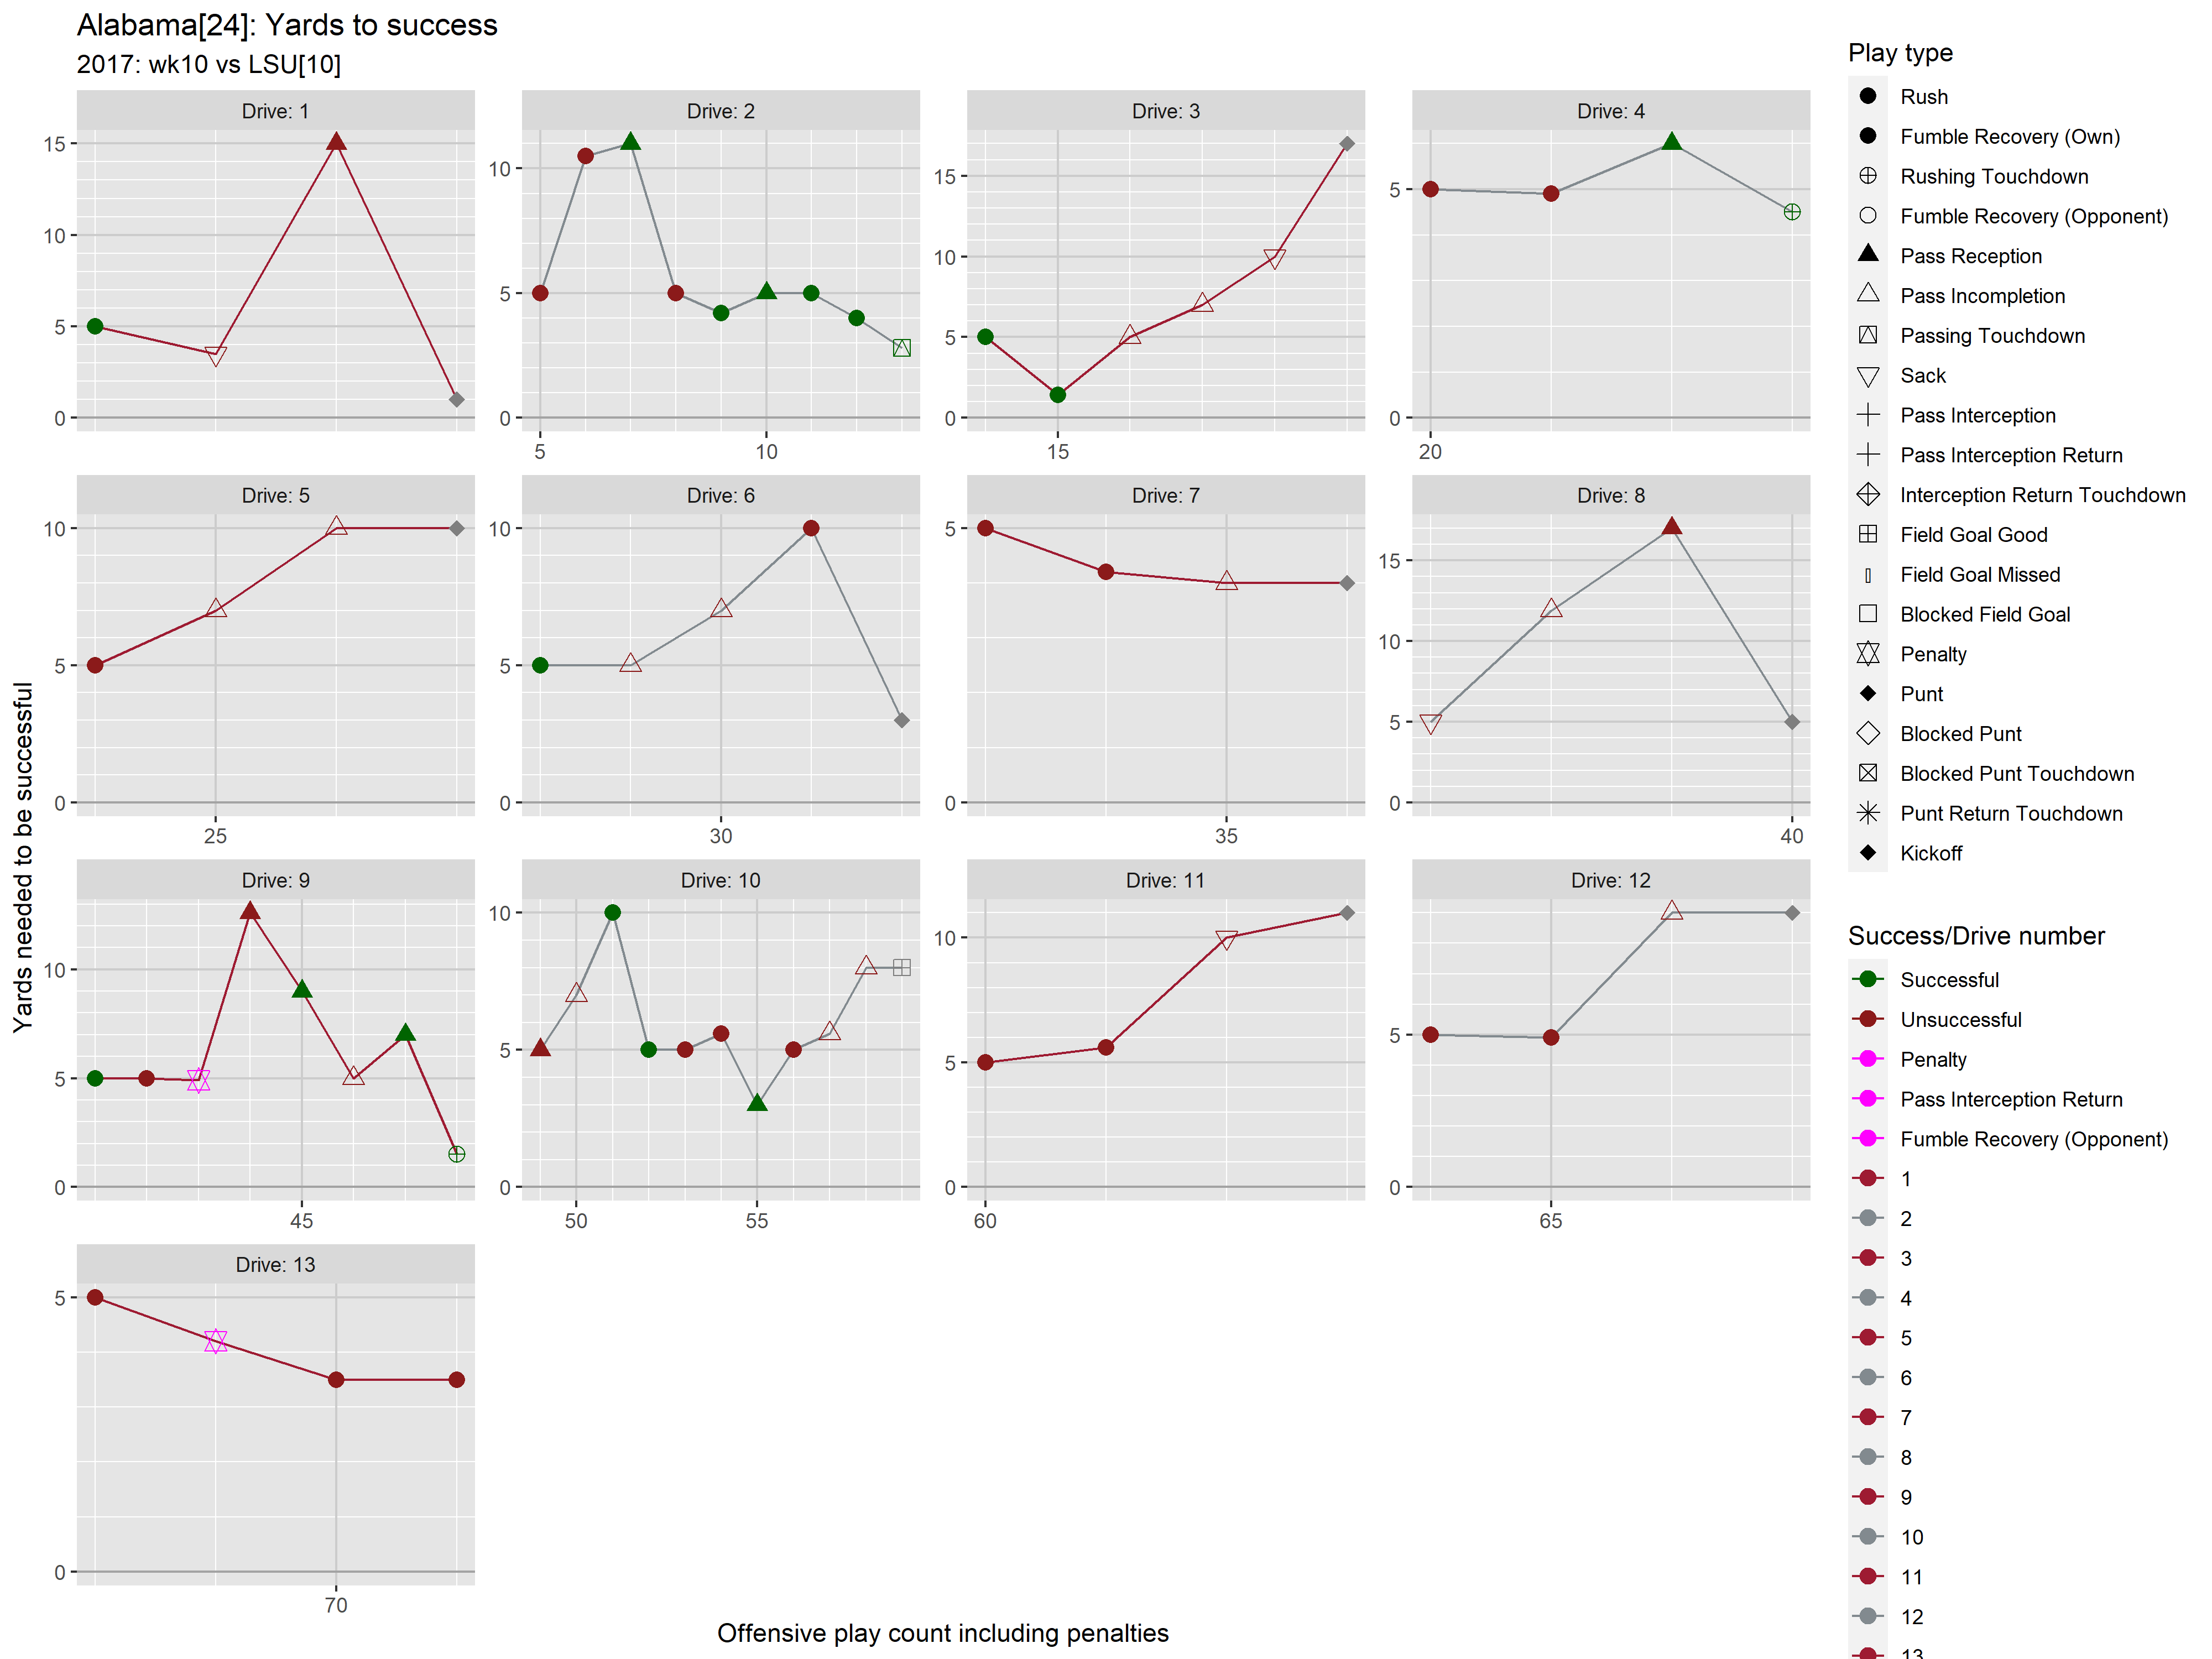 Alabama[24]: Yards to success
2017: wk10 vs LSU[10]
Drive: 1
15
10
5
0
Drive: 2
10
5
0
5
10
Drive: 3
15
10
5
0
15
Drive: 4
5
0
20
Drive: 5
10
5
0
25
Drive: 6
10
5
0
30
Drive: 7
5
0
35
Drive: 8
15
10
5
0
40
Drive: 9
10
5
0
45
Drive: 10
10
5
0
50
55
Drive: 11
10
5
0
60
Drive: 12
5
0
65
Drive: 13
5
0
70
Yards needed to be successful
Offensive play count including penalties
Play type
Rush
Fumble Recovery (Own)
Rushing Touchdown
Fumble Recovery (Opponent)
Pass Reception
Pass Incompletion
Passing Touchdown
Sack
Pass Interception
Pass Interception Return
Interception Return Touchdown
Field Goal Good
Field Goal Missed
Blocked Field Goal
Penalty
Punt
Blocked Punt
Blocked Punt Touchdown
Punt Return Touchdown
Kickoff
Success/Drive number
Successful
Unsuccessful
Penalty
Pass Interception Return
Fumble Recovery (Opponent)
1
2
3
4
5
6
7
8
9
10
11
12
13